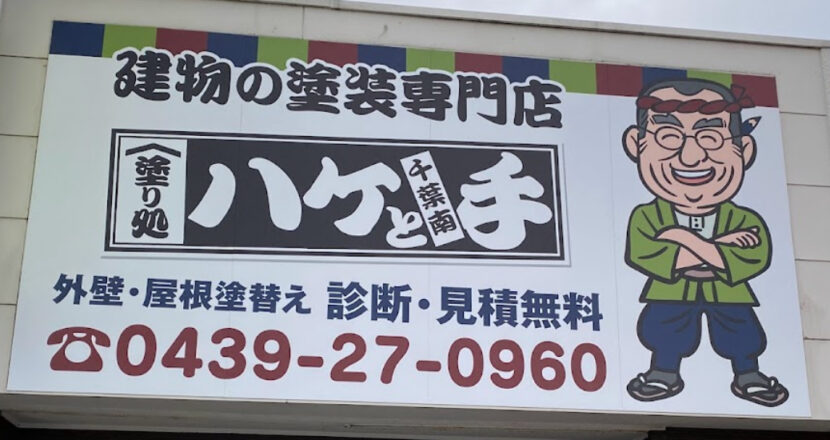 建物の塗装専門店
塗り処 ハケと手 千葉南
外壁・屋根塗替え 診断・見積無料
☎0439-27-0960